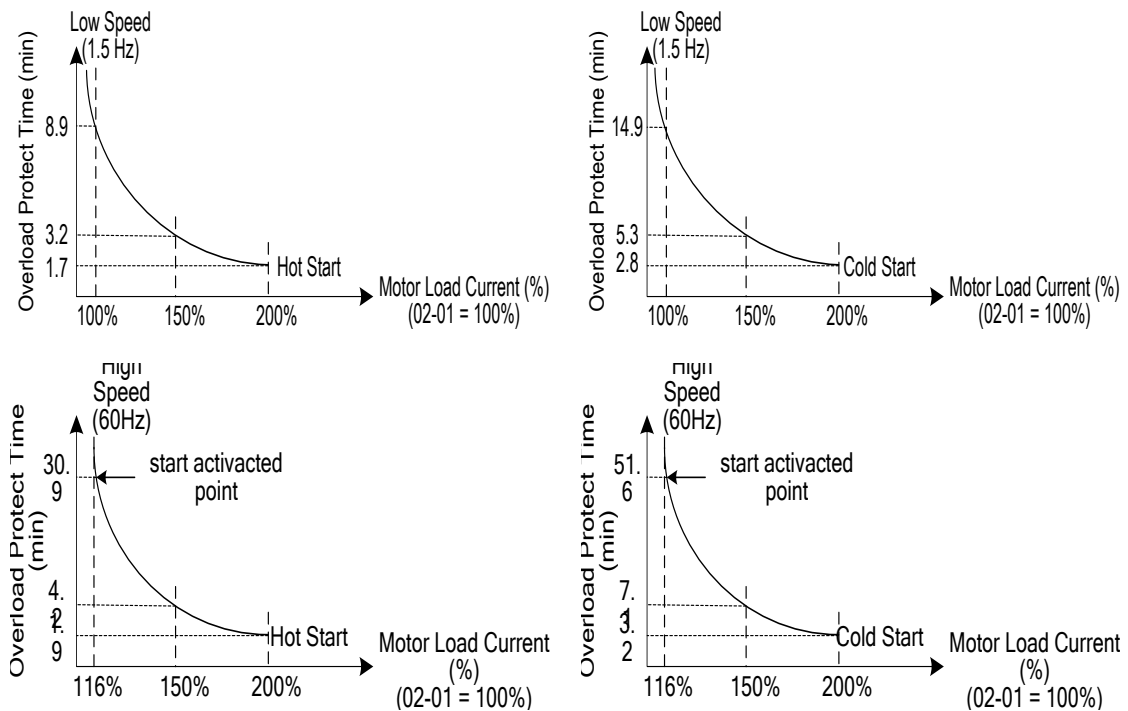 Low Speed
(1.5 Hz)
Overload Protect Time (min)
8.9
3.2
1.7
Hot Start
100%
150%
200%
Motor Load Current (%)
(02-01 = 100%)
Low Speed
(1.5 Hz)
Overload Protect Time (min)
14.9
5.3
2.8
Cold Start
100%
150%
200%
Motor Load Current (%)
(02-01 = 100%)
High
Speed
(60Hz)
Overload Protect Time
(min)
30.
9
start activacted
point
4.
2
1.
9
Hot Start
116%
150%
200%
Motor Load Current
(%)
(02-01 = 100%)
High
Speed
(60Hz)
Overload Protect Time
(min)
51.
6
start activacted
point
7.
1
3.
2
Cold Start
116%
150%
200%
Motor Load Current
(%)
(02-01 = 100%)